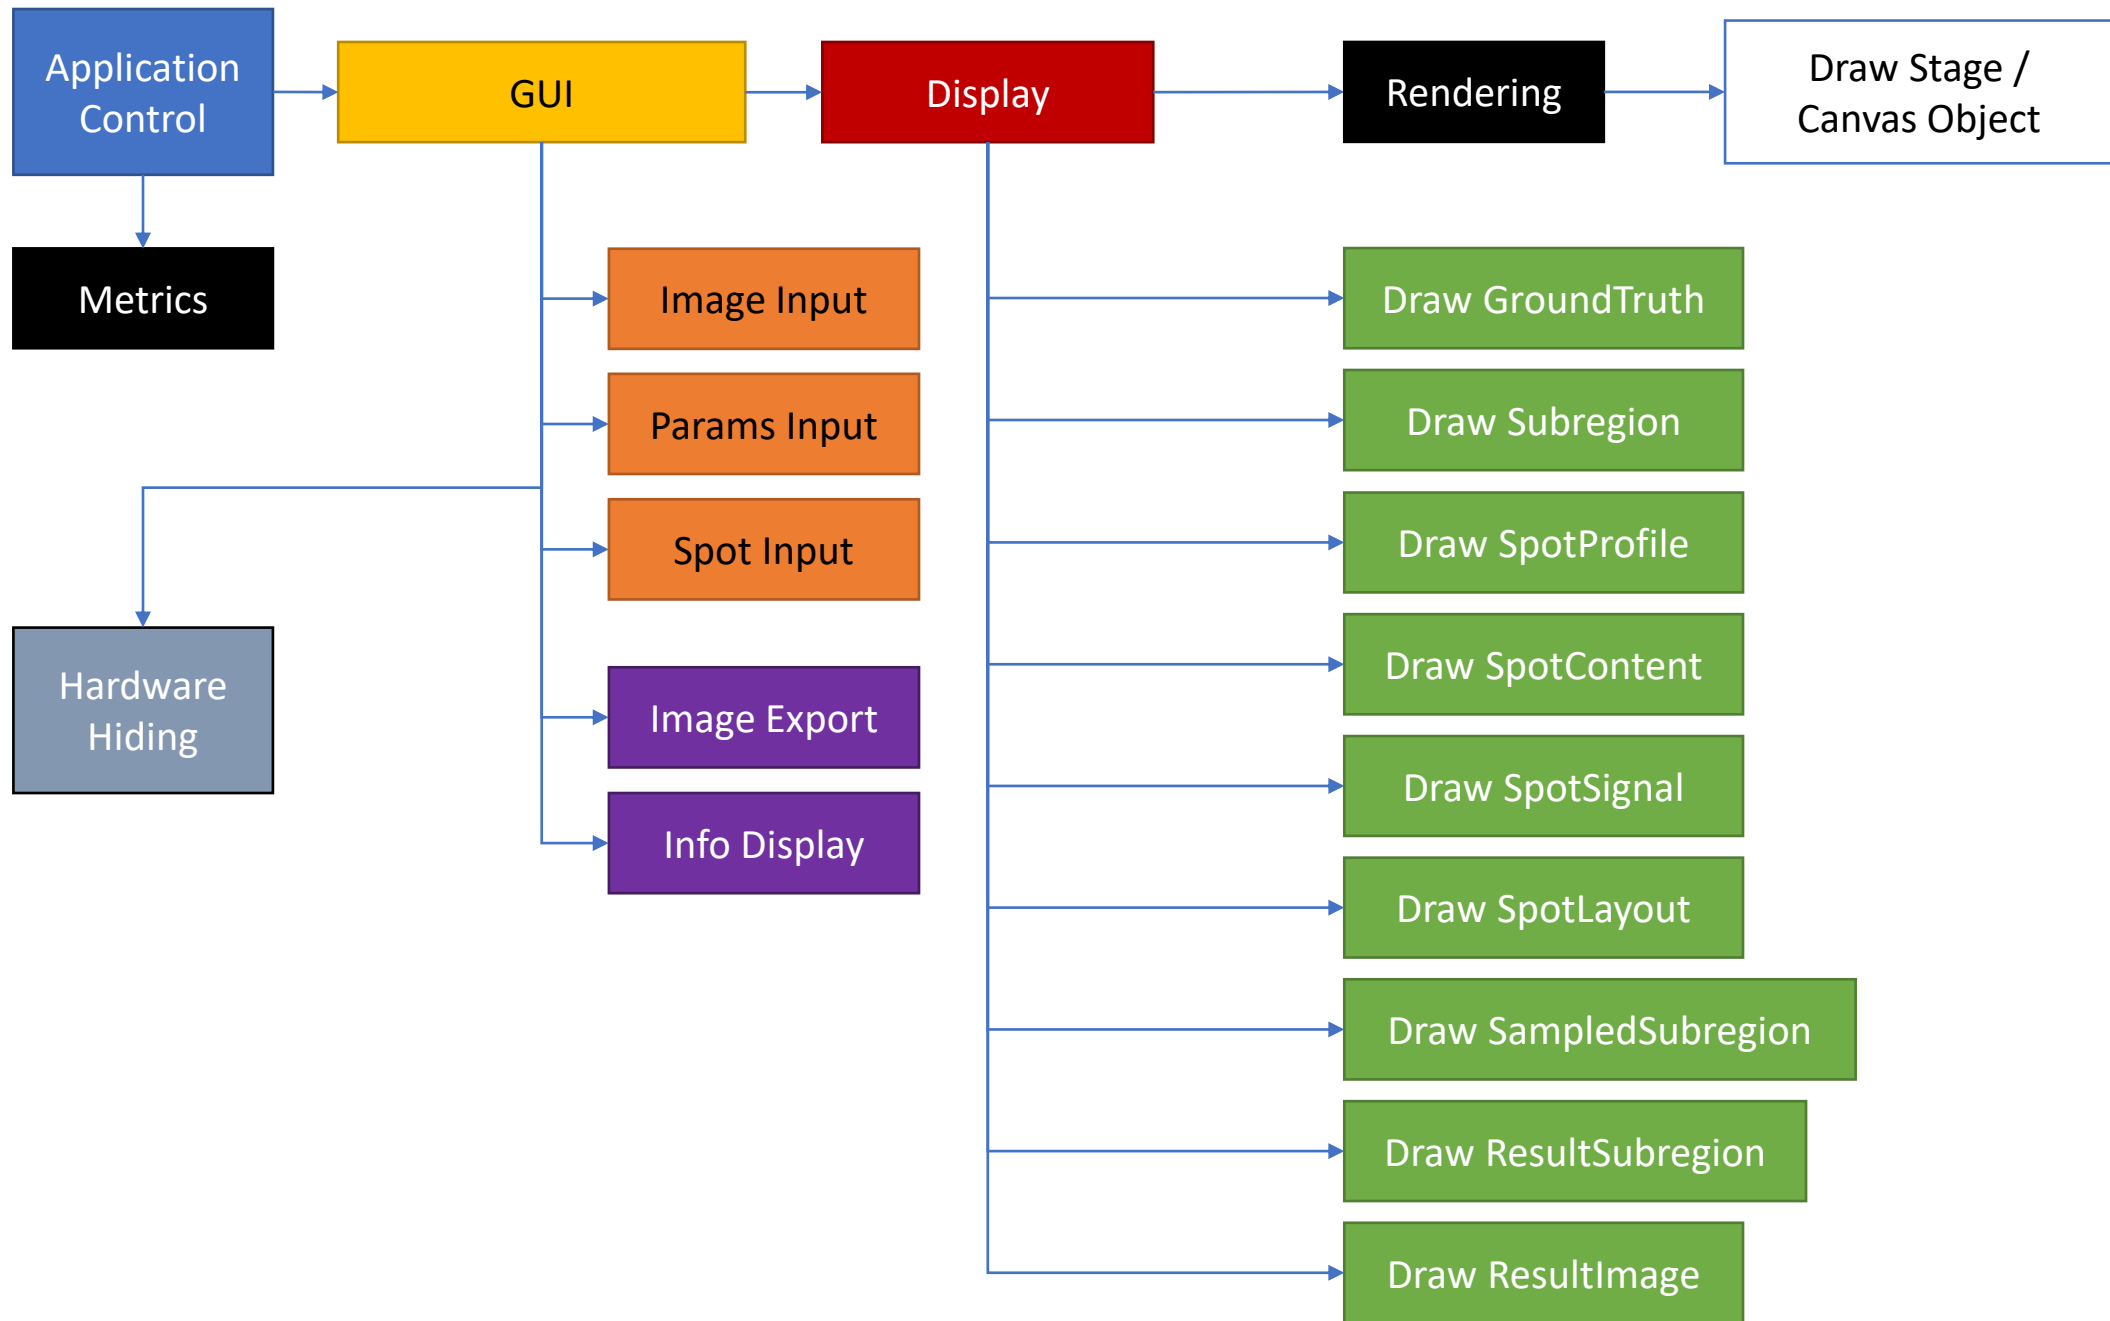 Application
Control
GUI
Display
Rendering
Draw Stage /
Canvas Object
Metrics
Image Input
Params Input
Spot Input
Hardware
Hiding
Image Export
Info Display
Draw GroundTruth
Draw Subregion
Draw SpotProfile
Draw SpotContent
Draw SpotSignal
Draw SpotLayout
Draw SampledSubregion
Draw ResultSubregion
Draw ResultImage